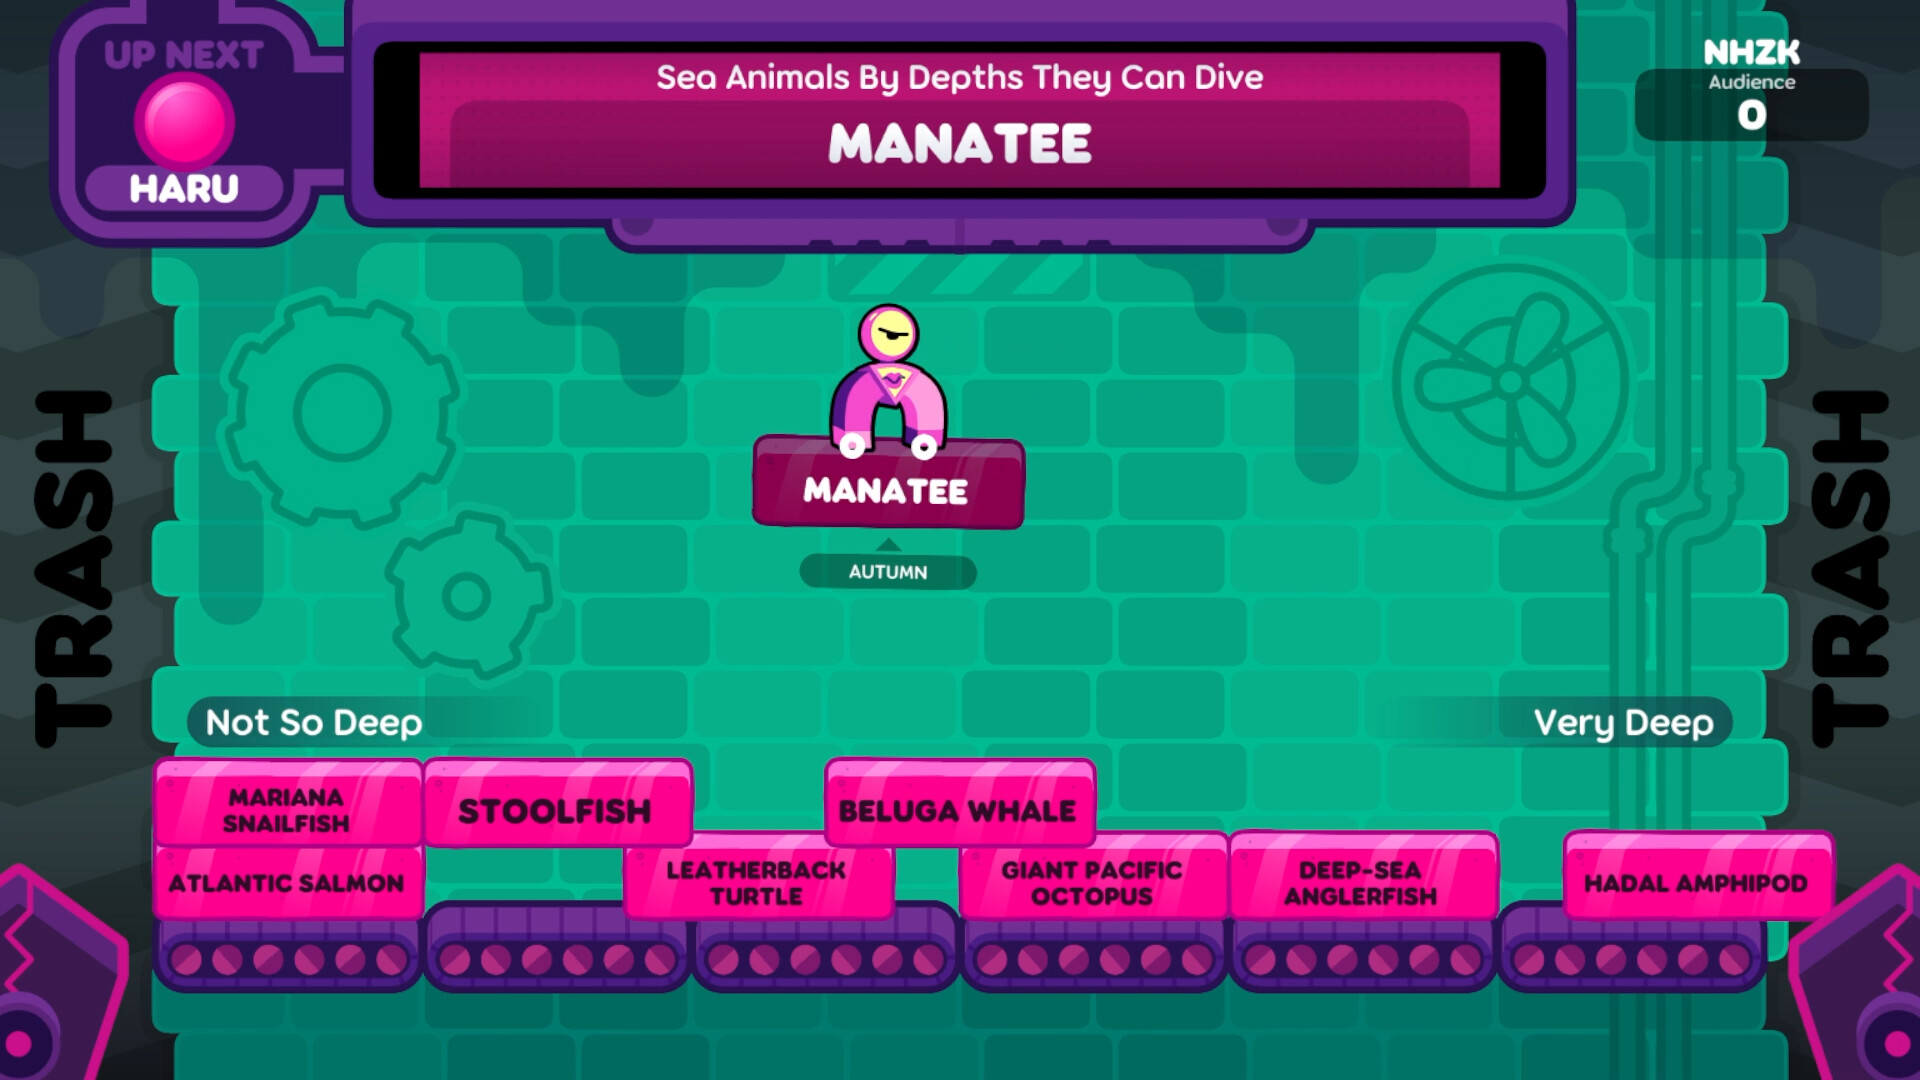 UP NEXT
HARU
Sea Animals By Depths They Can Dive
MANATEE
NHZK
Audience
0
MANATEE
AUTUMN
TRASH
TRASH
Not So Deep
Very Deep
MARIANA
SNAILFISH
STOOLFISH
BELUGA WHALE
ATLANTIC SALMON
LEATHERBACK
TURTLE
GIANT PACIFIC
OCTOPUS
DEEP-SEA
ANGLERFISH
HADAL AMPHIPOD